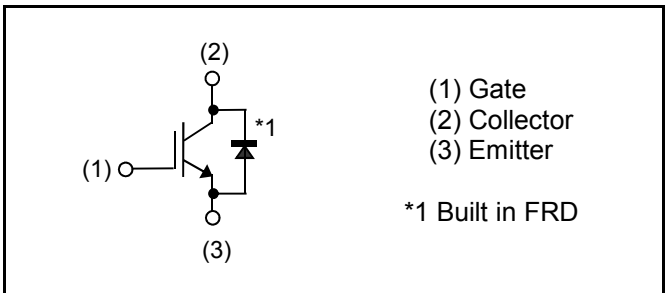 (2)
*1
(1)
(3)
(1) Gate
(2) Collector
(3) Emitter
*1 Built in FRD